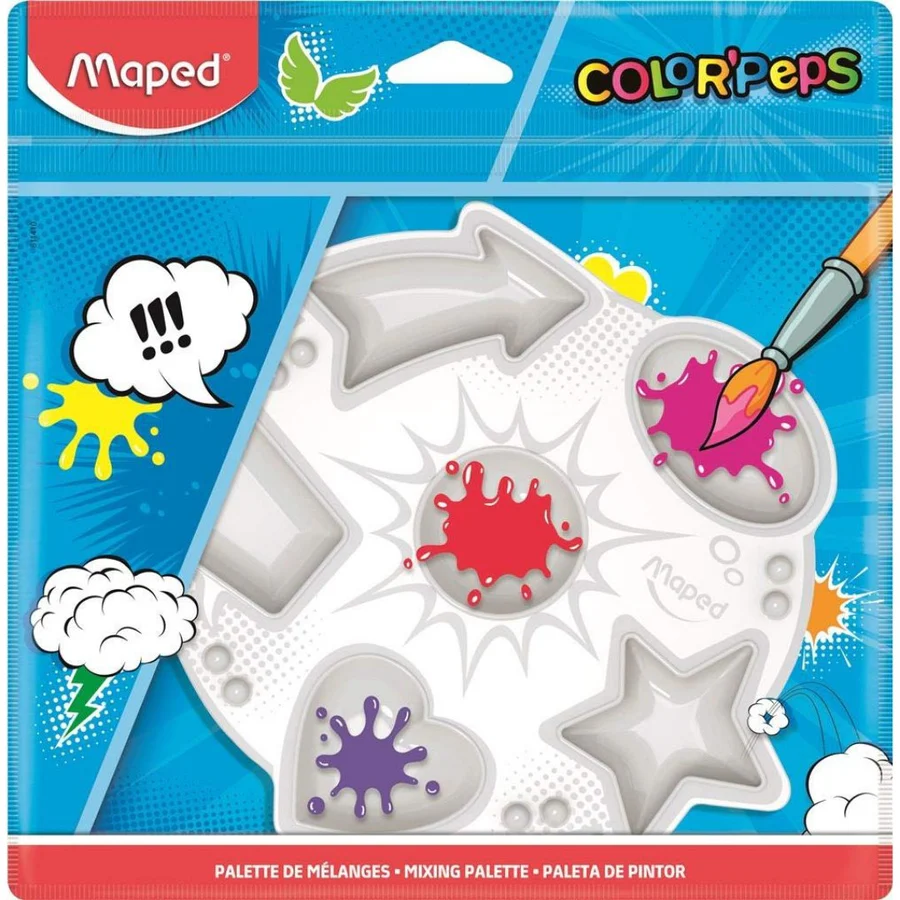 Maped®
COLOR'PEPS
!!!
Maped
PALETTE DE MÉLANGES • MIXING PALETTE • PALETA DE PINTOR